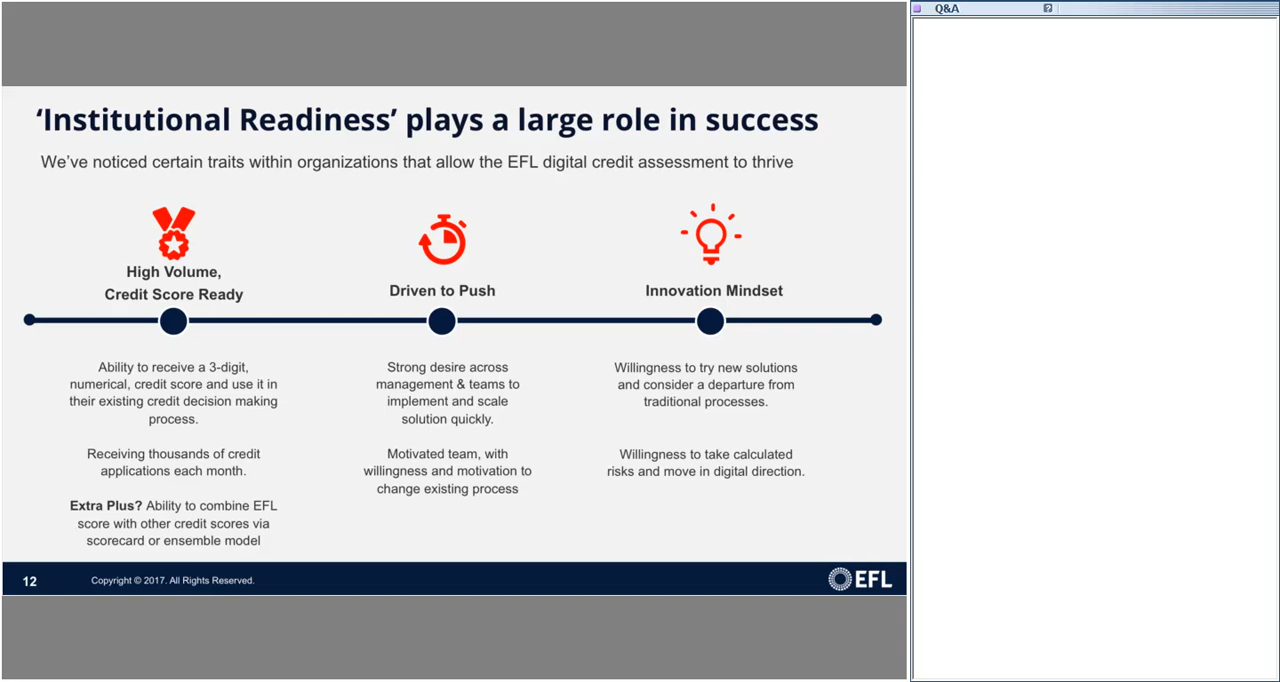 Q&A
?
‘Institutional Readiness’ plays a large role in success
We’ve noticed certain traits within organizations that allow the EFL digital credit assessment to thrive
High Volume,
Credit Score Ready
Ability to receive a 3-digit,
numerical, credit score and use it in
their existing credit decision making
process.
Receiving thousands of credit
applications each month.
Extra Plus? Ability to combine EFL
score with other credit scores via
scorecard or ensemble model
Driven to Push
Strong desire across
management & teams to
implement and scale
solution quickly.
Motivated team, with
willingness and motivation to
change existing process
Innovation Mindset
Willingness to try new solutions
and consider a departure from
traditional processes.
Willingness to take calculated
risks and move in digital direction.
12
Copyright © 2017. All Rights Reserved.
EFL